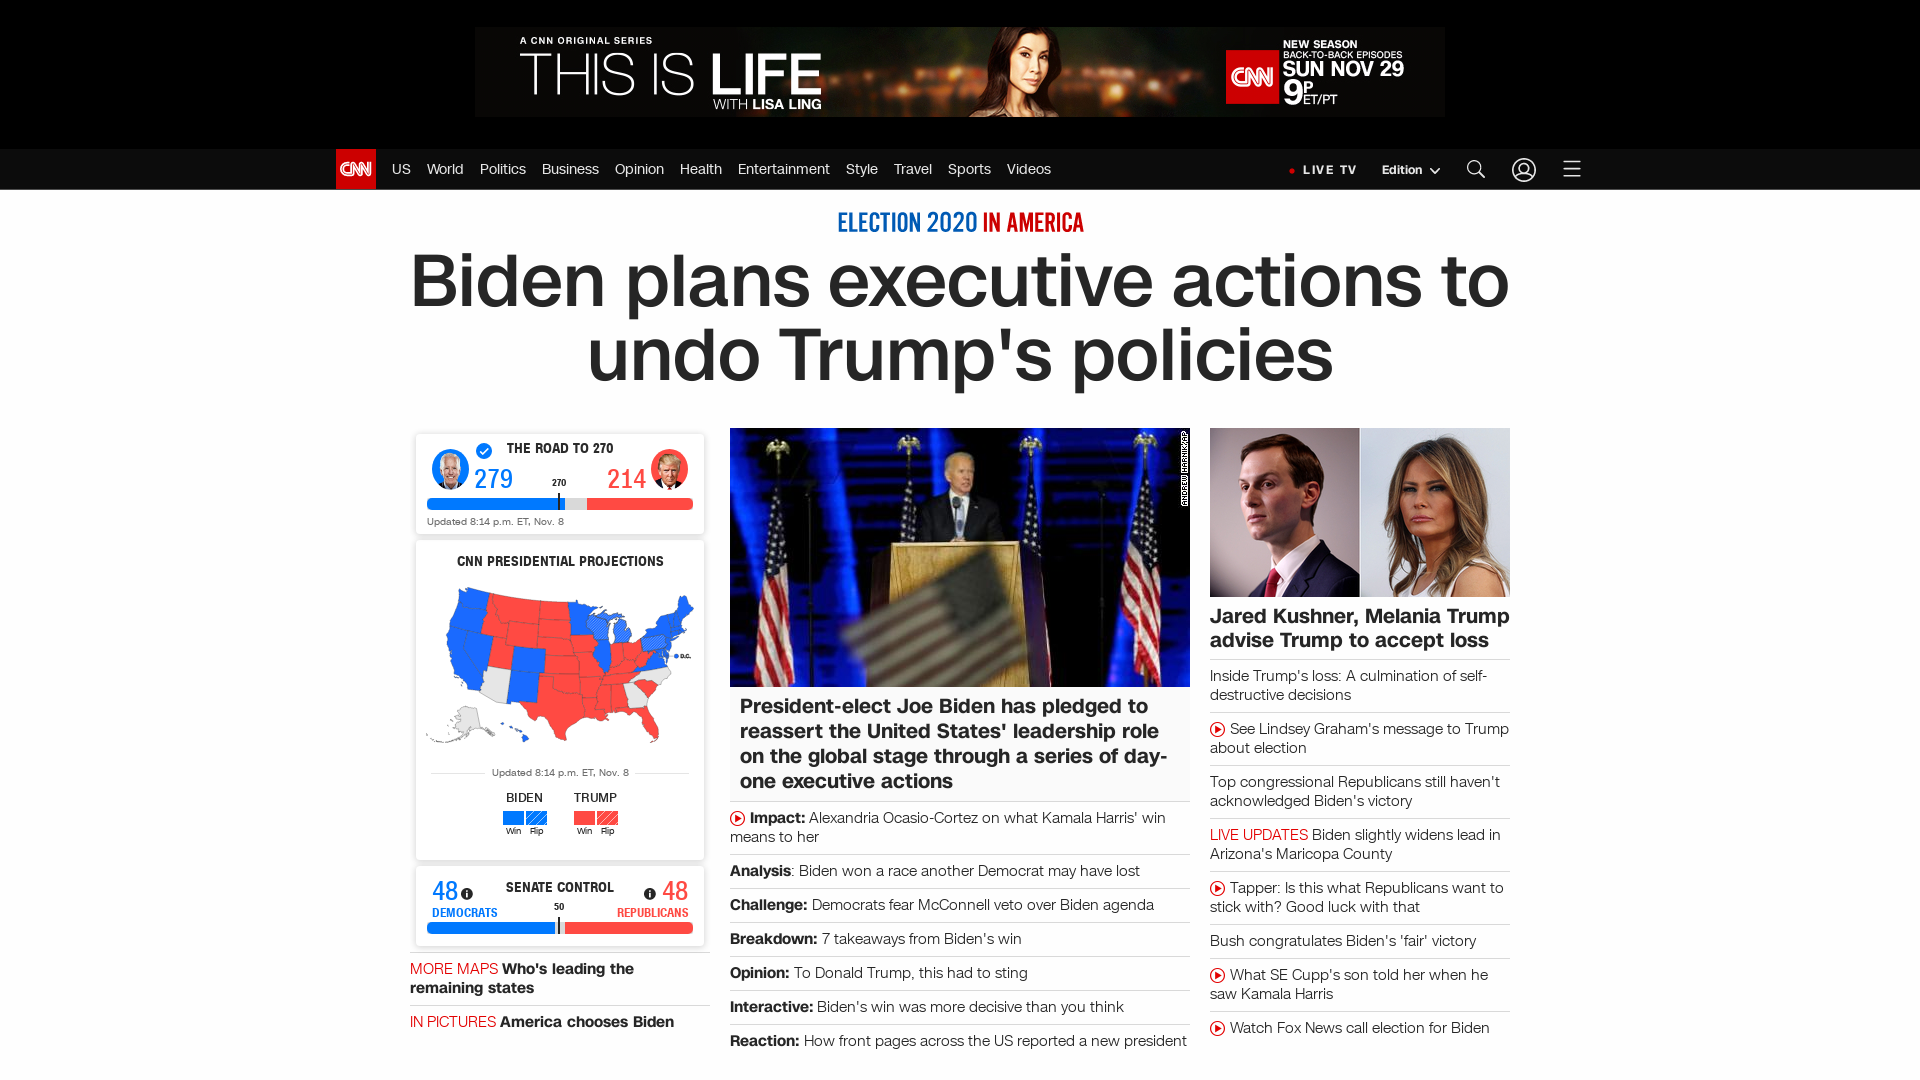 A CNN ORIGINAL SERIES
THIS IS LIFE
WITH LISA LING
CNN
NEW SEASON
BACK-TO-BACK EPISODES
SUN NOV 29
9P
ET/PT
CNN US World Politics Business Opinion Health Entertainment Style Travel Sports Videos LIVE TV Edition
ELECTION 2020 IN AMERICA
Biden plans executive actions to
undo Trump's policies
THE ROAD TO 270
279 270 214
Updated 8:14 p.m. ET, Nov. 8
CNN PRESIDENTIAL PROJECTIONS
D.C.
Updated 8:14 p.m. ET, Nov. 8
BIDEN TRUMP
Win Flip Win Flip
48 SENATE CONTROL 48
DEMOCRATS 50 REPUBLICANS
MORE MAPS Who's leading the
remaining states
IN PICTURES America chooses Biden
ANDREW HARNIK/AP
President-elect Joe Biden has pledged to
reassert the United States' leadership role
on the global stage through a series of day-
one executive actions
Impact: Alexandria Ocasio-Cortez on what Kamala Harris' win
means to her
Analysis: Biden won a race another Democrat may have lost
Challenge: Democrats fear McConnell veto over Biden agenda
Breakdown: 7 takeaways from Biden's win
Opinion: To Donald Trump, this had to sting
Interactive: Biden's win was more decisive than you think
Reaction: How front pages across the US reported a new president
Jared Kushner, Melania Trump
advise Trump to accept loss
Inside Trump's loss: A culmination of self-
destructive decisions
See Lindsey Graham's message to Trump
about election
Top congressional Republicans still haven't
acknowledged Biden's victory
LIVE UPDATES Biden slightly widens lead in
Arizona's Maricopa County
Tapper: Is this what Republicans want to
stick with? Good luck with that
Bush congratulates Biden's 'fair' victory
What SE Cupp's son told her when he
saw Kamala Harris
Watch Fox News call election for Biden